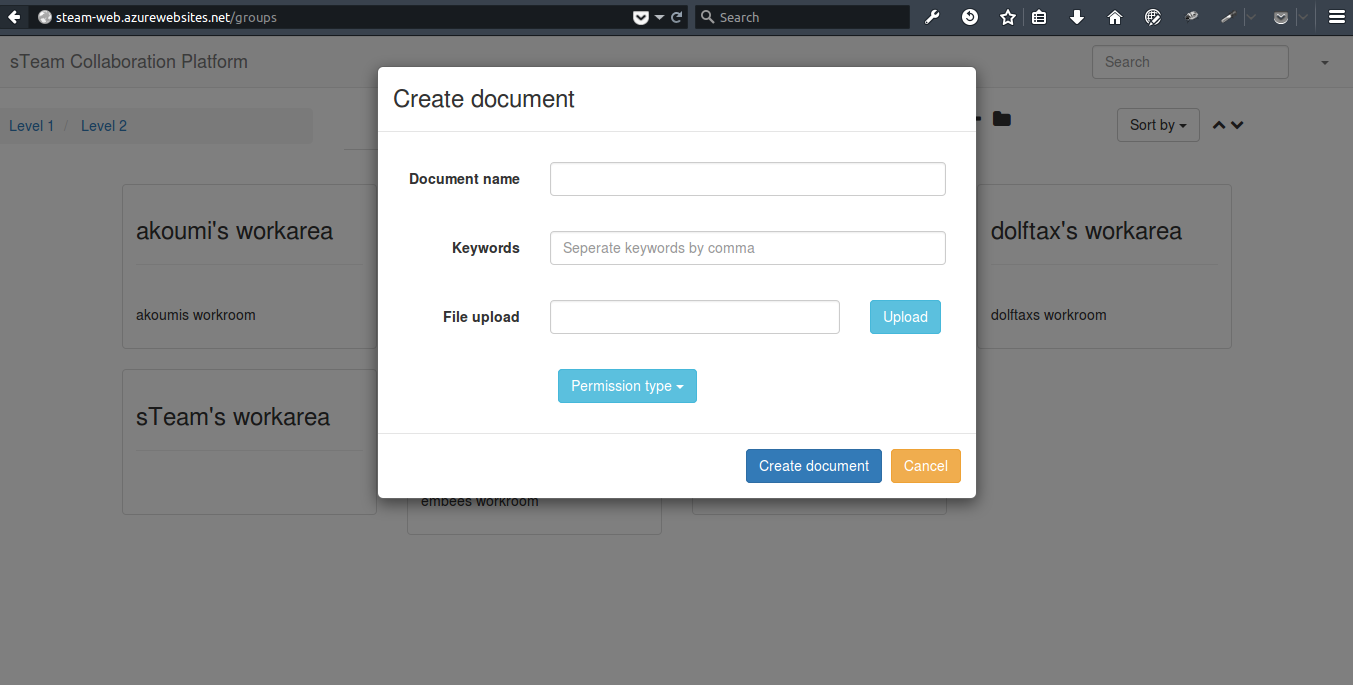 steam-web.azurewebsites.net/groups
Search
sTeam Collaboration Platform
Search
Level 1 / Level 2
Sort by
akoumi's workarea
akoumis workroom
dolftax's workarea
dolftaxs workroom
sTeam's workarea
embees workroom
Create document
Document name
Keywords
Seperate keywords by comma
File upload
Upload
Permission type
Create document
Cancel